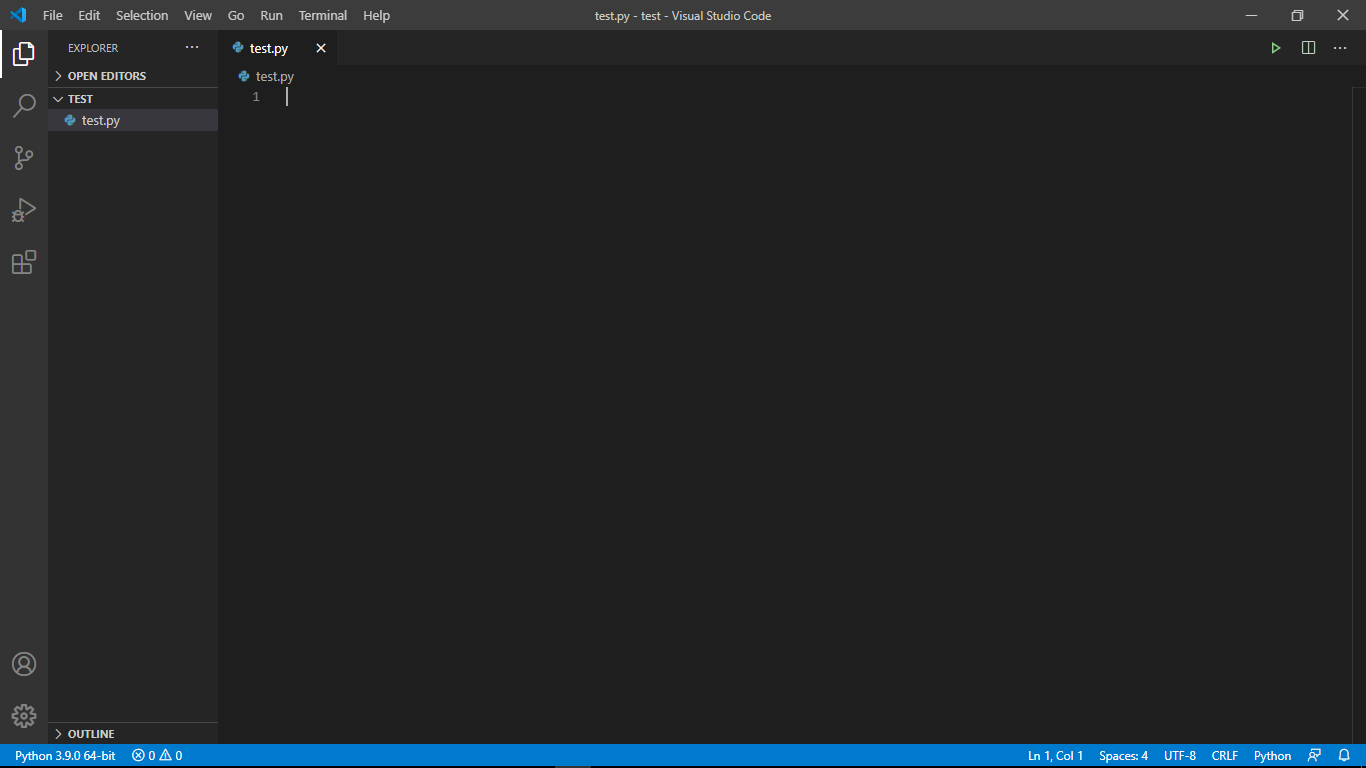 File Edit Selection View Go Run Terminal Help test.py - test - Visual Studio Code
EXPLORER
OPEN EDITORS
TEST
test.py
test.py
test.py
1
OUTLINE
Python 3.9.0 64-bit 0 0 Ln 1, Col 1 Spaces: 4 UTF-8 CRLF Python